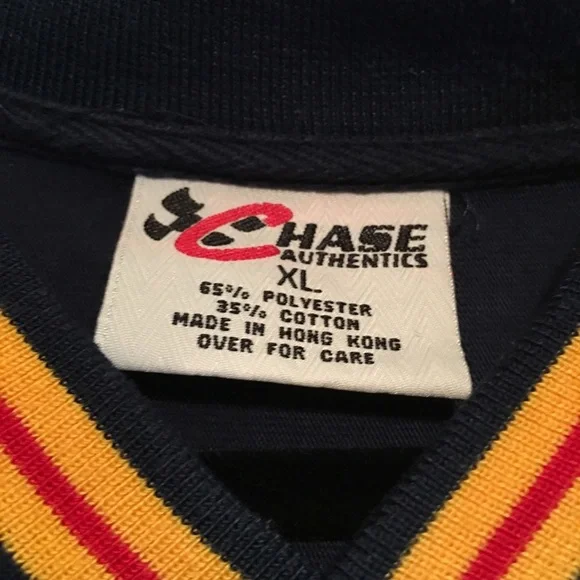 CHASE
AUTHENTICS
XL
65% POLYESTER
35% COTTON
MADE IN HONG KONG
OVER FOR CARE